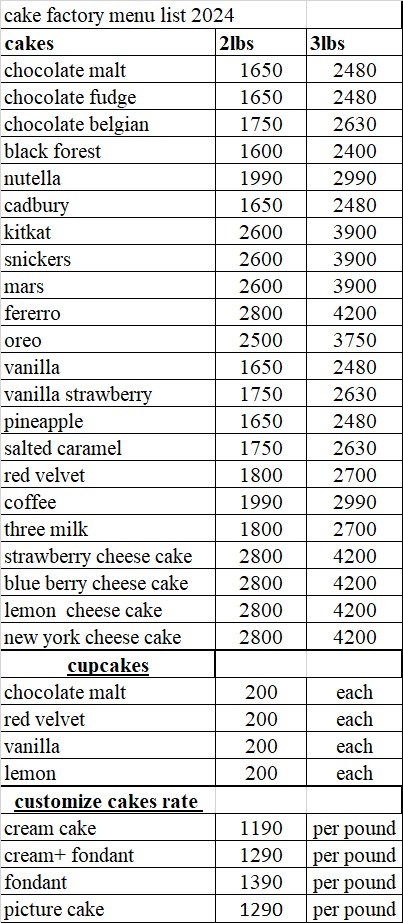 cake factory menu list 2024
cakes 2lbs 3lbs
chocolate malt 1650 2480
chocolate fudge 1650 2480
chocolate belgian 1750 2630
black forest 1600 2400
nutella 1990 2990
cadbury 1650 2480
kitkat 2600 3900
snickers 2600 3900
mars 2600 3900
fererro 2800 4200
oreo 2500 3750
vanilla 1650 2480
vanilla strawberry 1750 2630
pineapple 1650 2480
salted caramel 1750 2630
red velvet 1800 2700
coffee 1990 2990
three milk 1800 2700
strawberry cheese cake 2800 4200
blue berry cheese cake 2800 4200
lemon  cheese cake 2800 4200
new york cheese cake 2800 4200
cupcakes
chocolate malt 200 each
red velvet 200 each
vanilla 200 each
lemon 200 each
customize cakes rate
cream cake 1190 per pound
cream+ fondant 1290 per pound
fondant 1390 per pound
picture cake 1290 per pound